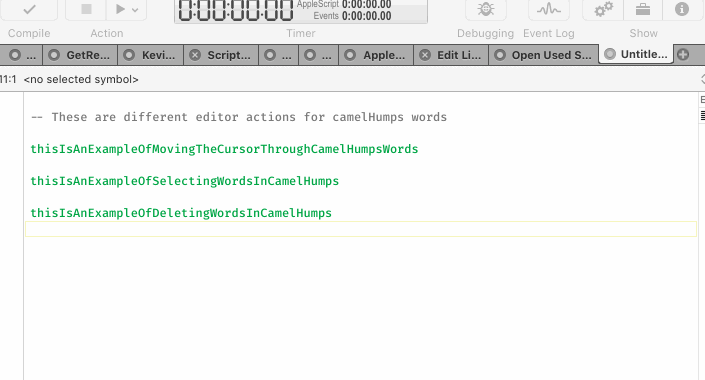 0:00:00:00 AppleScript 0:00:00.00
Events 0:00:00.00
Compile Action Timer Debugging Event Log Show
... GetRe... Kevi... Script... ... ... Apple... Edit Li... Open Used S... Untitle...
11:1 <no selected symbol>
-- These are different editor actions for camelHumps words
thisIsAnExampleOfMovingTheCursorThroughCamelHumpsWords
thisIsAnExampleOfSelectingWordsInCamelHumps
thisIsAnExampleOfDeletingWordsInCamelHumps